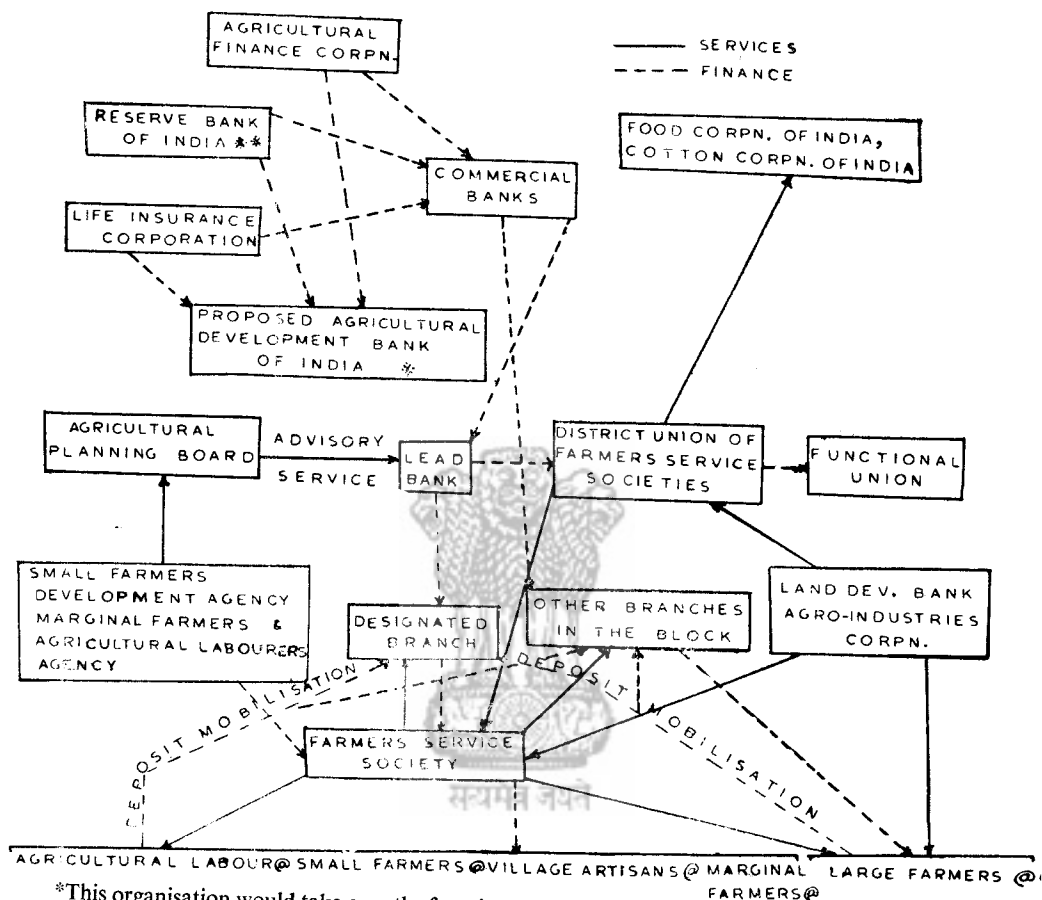 AGRICULTURAL
FINANCE CORPN.
SERVICES
FINANCE
RESERVE BANK
OF INDIA **
FOOD CORPN. OF INDIA,
COTTON CORPN. OF INDIA
COMMERCIAL
BANKS
LIFE INSURANCE
CORPORATION
PROPOSED AGRICULTURAL
DEVELOPMENT BANK
OF INDIA *
AGRICULTURAL
PLANNING BOARD
ADVISORY
SERVICE
LEAD
BANK
DISTRICT UNION OF
FARMERS SERVICE
SOCIETIES
FUNCTIONAL
UNION
SMALL FARMERS
DEVELOPMENT AGENCY
MARGINAL FARMERS &
AGRICULTURAL LABOURERS
AGENCY
DESIGNATED
BRANCH
OTHER BRANCHES
IN THE BLOCK
LAND DEV. BANK
AGRO-INDUSTRIES
CORPN.
DEPOSIT MOBILISATION
DEPOSIT MOBILISATION
FARMERS SERVICE
SOCIETY
सत्यमेव जयते
AGRICULTURAL LABOUR@ SMALL FARMERS @ VILLAGE ARTISANS @ MARGINAL
FARMERS@
LARGE FARMERS @
*This organisation would take